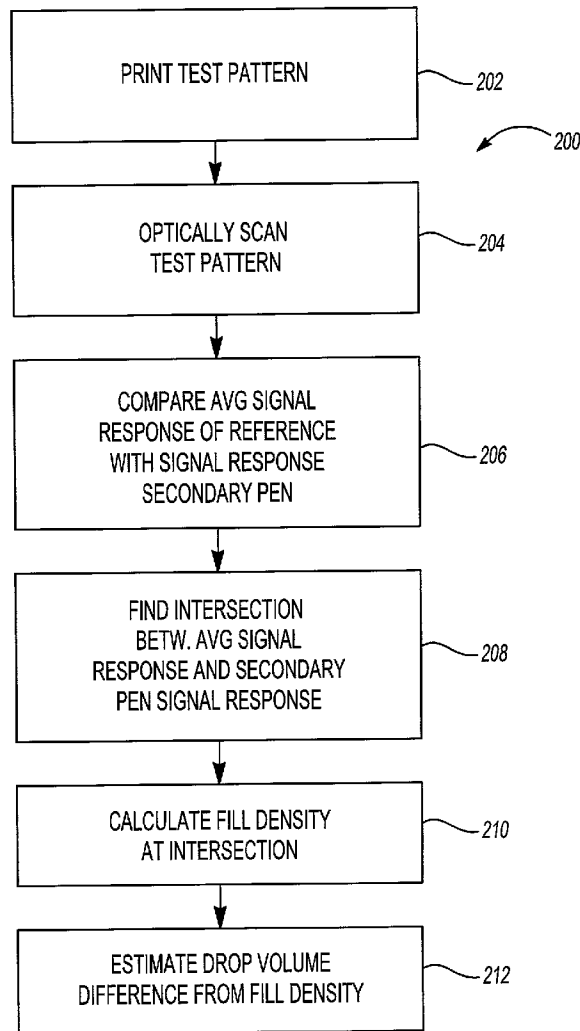 PRINT TEST PATTERN
202
200
OPTICALLY SCAN
TEST PATTERN
204
COMPARE AVG SIGNAL
RESPONSE OF REFERENCE
WITH SIGNAL RESPONSE
SECONDARY PEN
206
FIND INTERSECTION
BETW. AVG SIGNAL
RESPONSE AND SECONDARY
PEN SIGNAL RESPONSE
208
CALCULATE FILL DENSITY
AT INTERSECTION
210
ESTIMATE DROP VOLUME
DIFFERENCE FROM FILL DENSITY
212